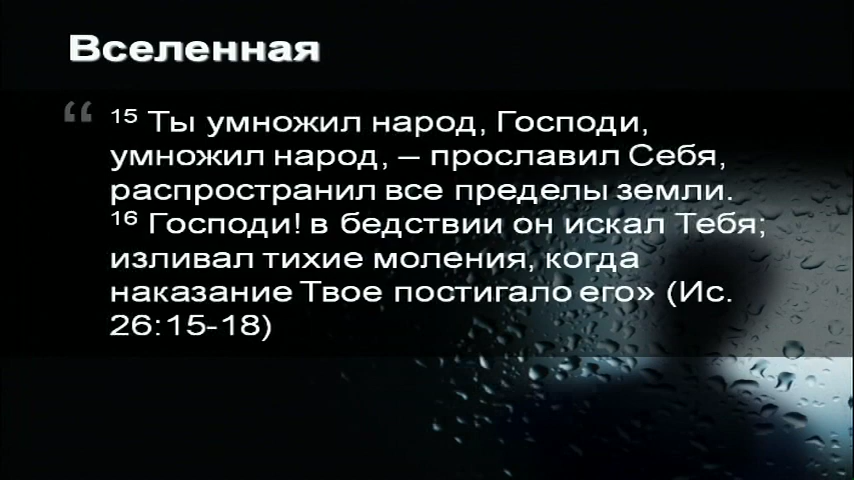 Вселенная
“ ¹⁵ Ты умножил народ, Господи,
умножил народ, – прославил Себя,
распространил все пределы земли.
¹⁶ Господи! в бедствии он искал Тебя;
изливал тихие моления, когда
наказание Твое постигало его» (Ис.
26:15-18)